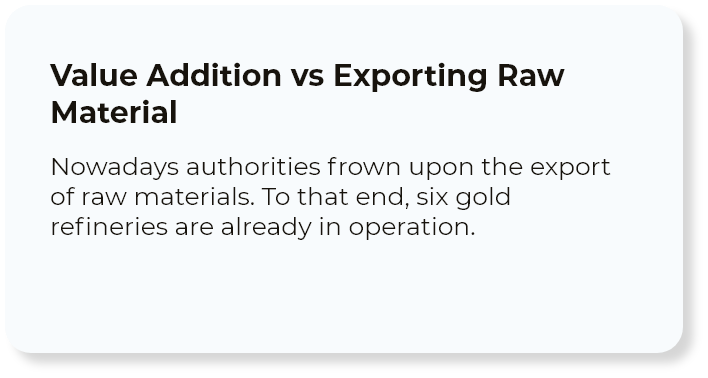 Value Addition vs Exporting Raw
Material
Nowadays authorities frown upon the export
of raw materials. To that end, six gold
refineries are already in operation.